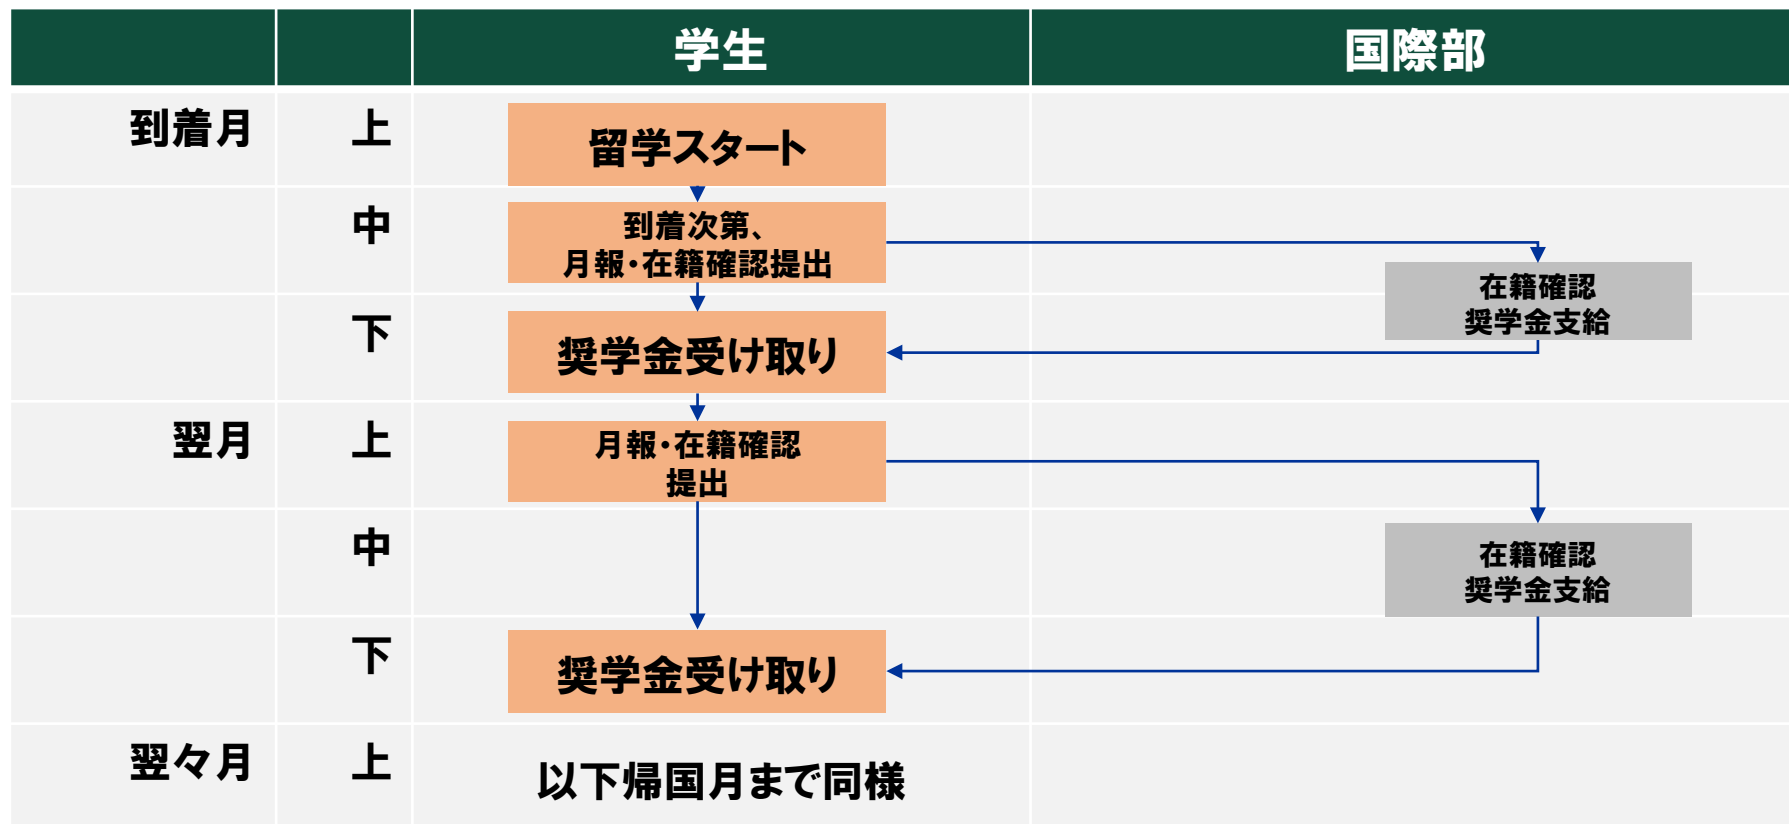 学生
国際部
到着月
上
留学スタート
中
到着次第、
月報・在籍確認提出
在籍確認
奨学金支給
下
奨学金受け取り
翌月
上
月報・在籍確認
提出
中
在籍確認
奨学金支給
下
奨学金受け取り
翌々月
上
以下帰国月まで同様